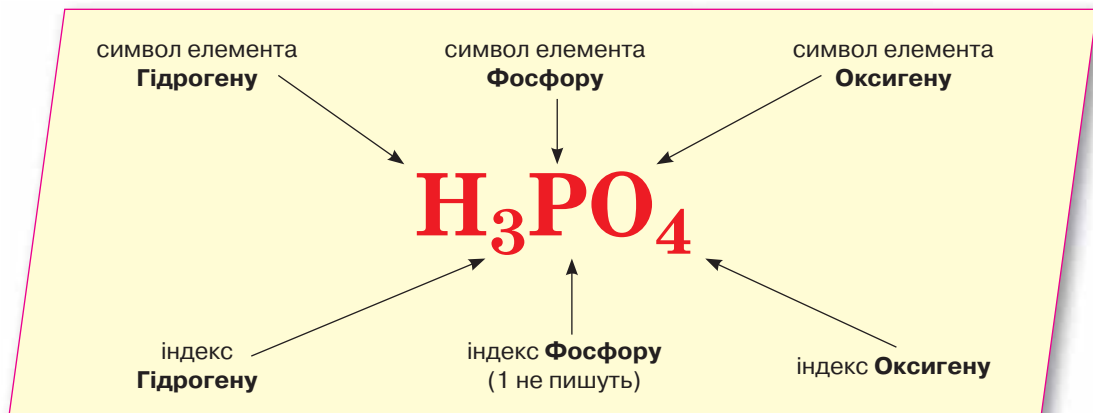 символ елемента
Гідрогену
символ елемента
Фосфору
символ елемента
Оксигену
H₃PO₄
індекс
Гідрогену
індекс Фосфору
(1 не пишуть)
індекс Оксигену